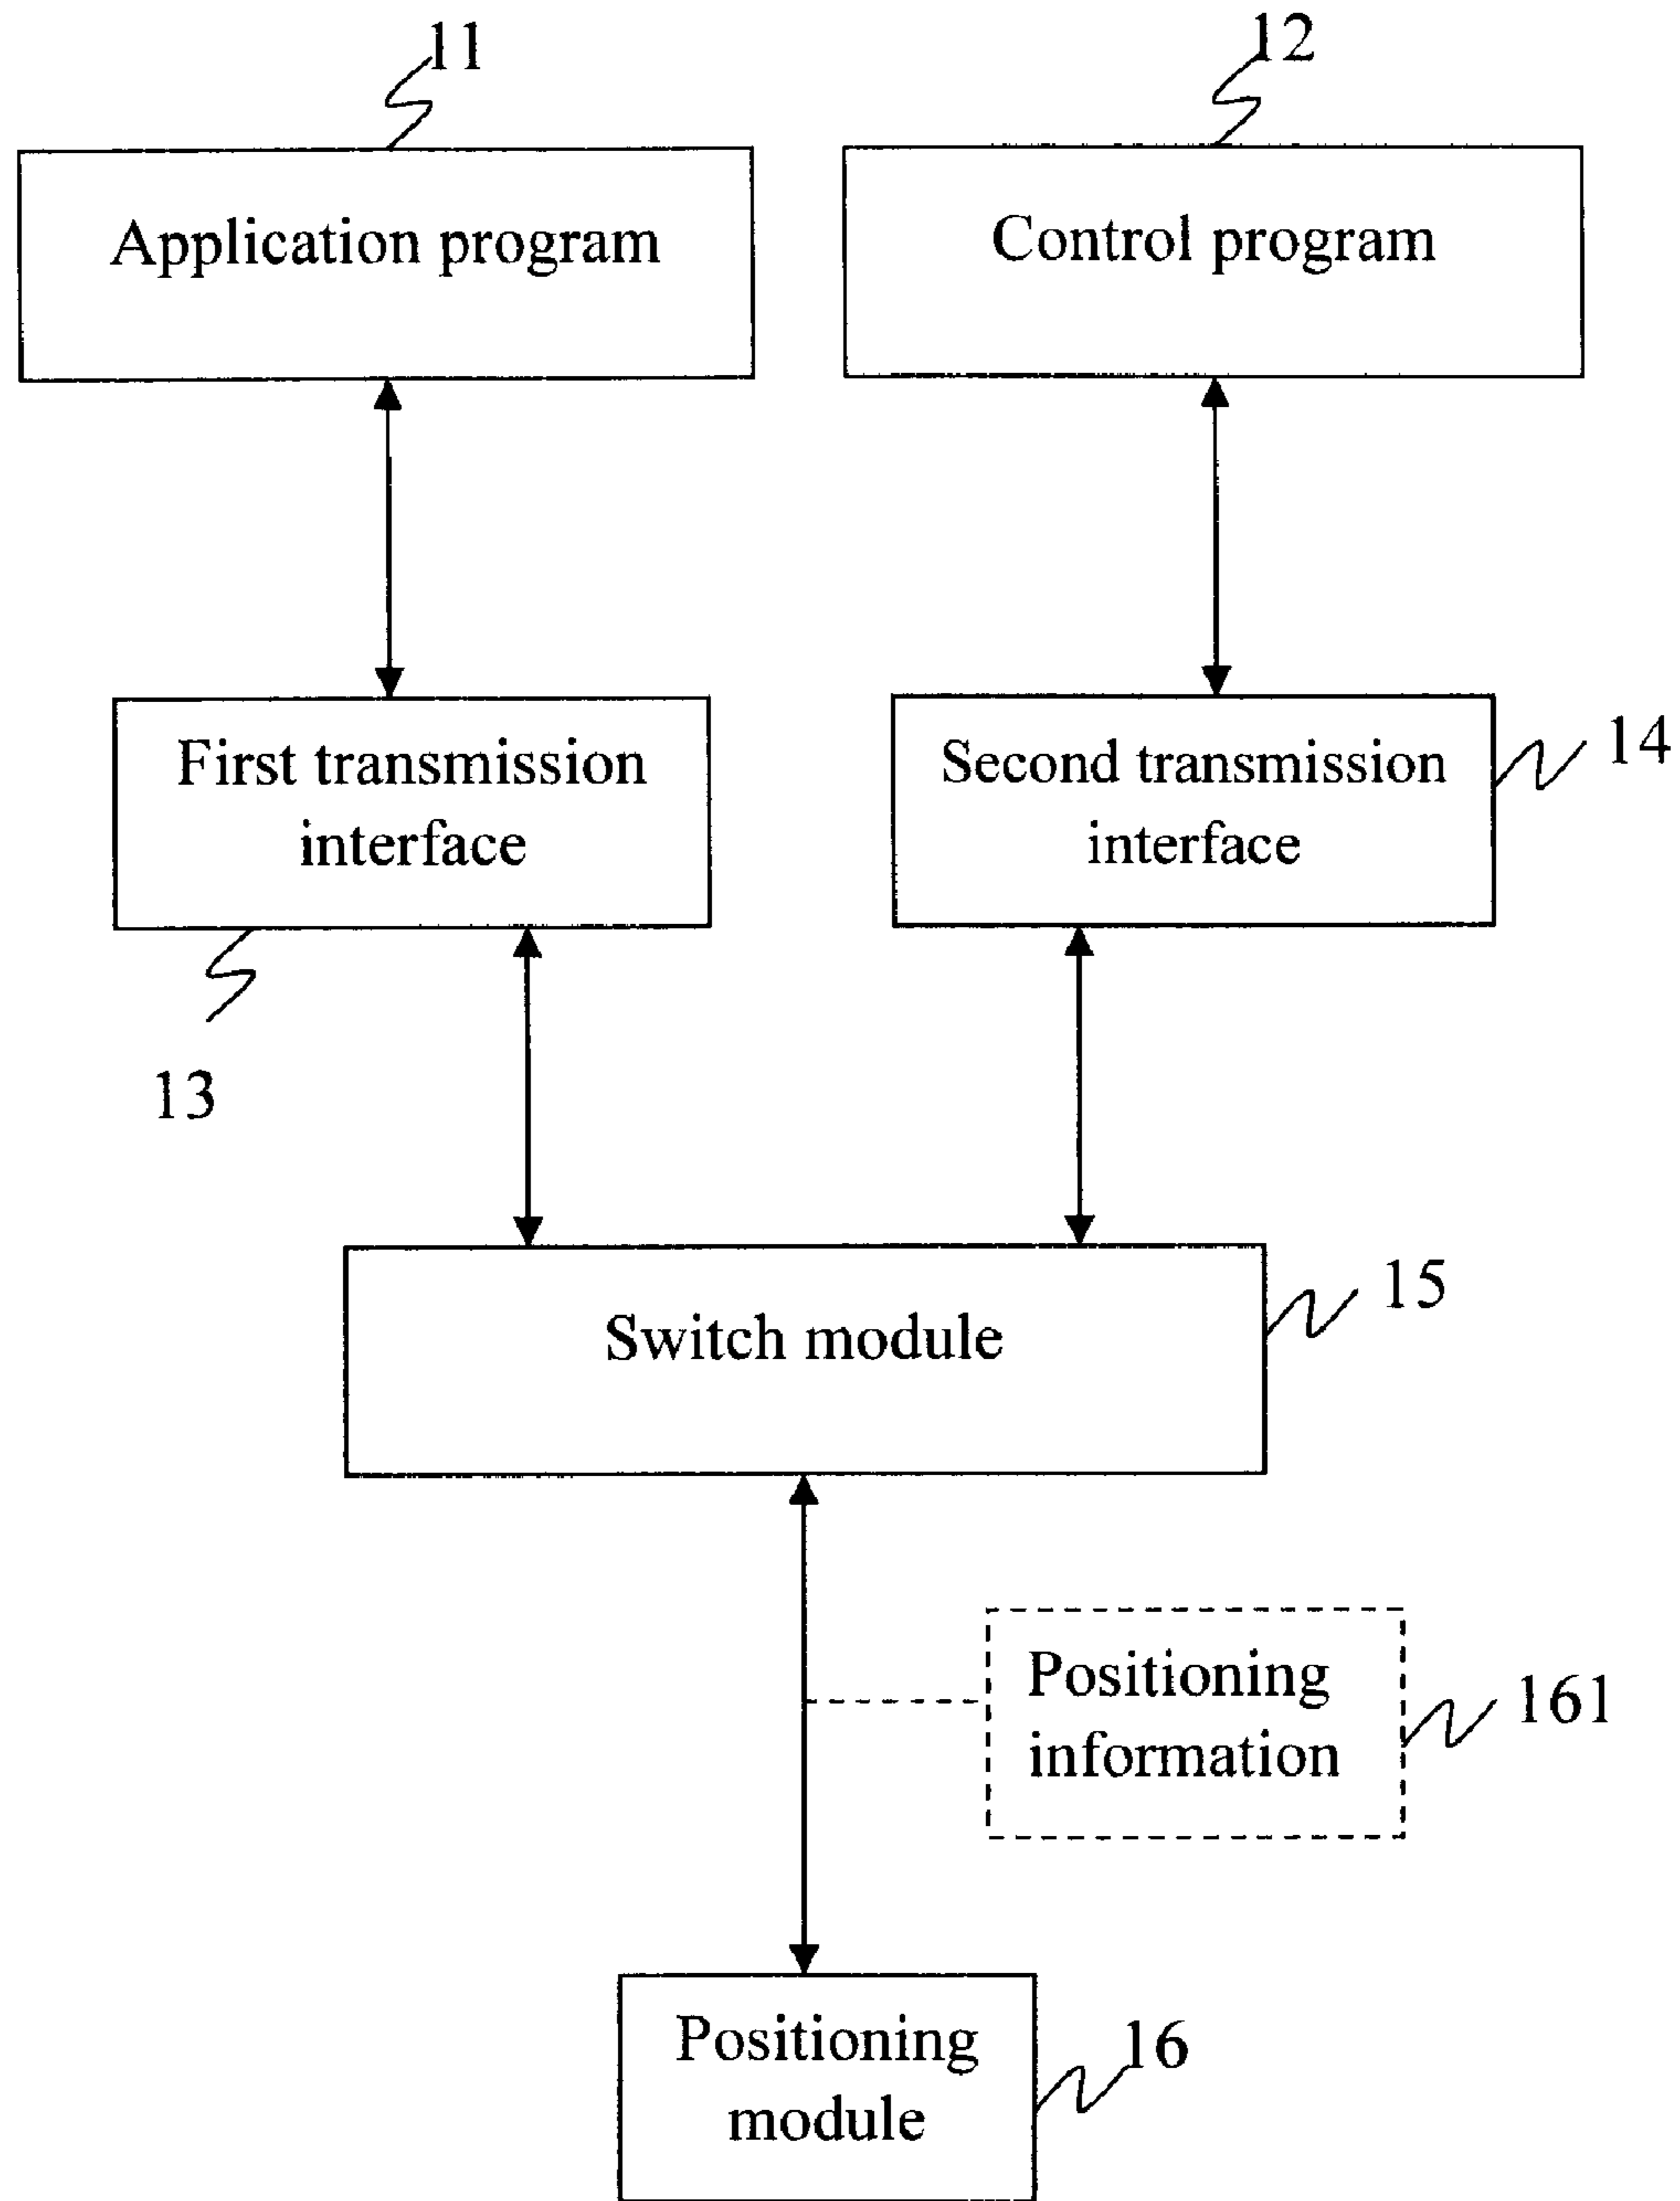 11
12
Application program
Control program
First transmission
interface
Second transmission
interface
14
13
Switch module
15
Positioning
information
161
Positioning
module
16